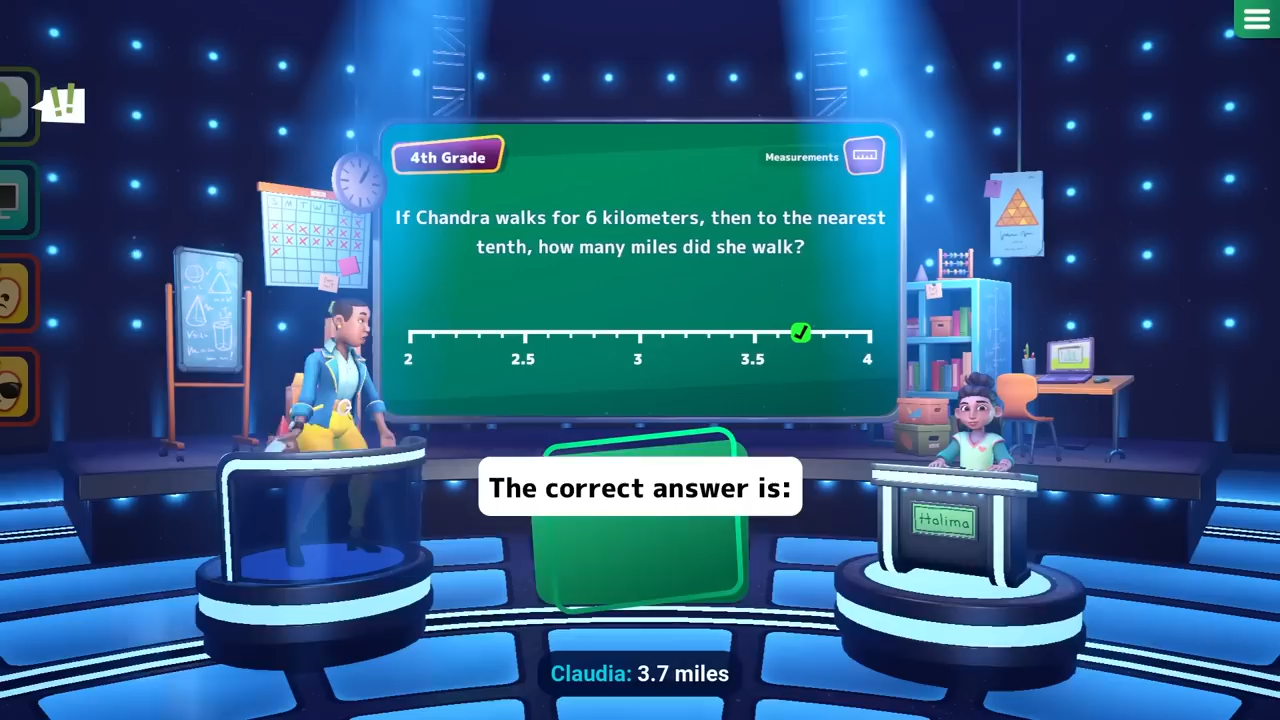 4th Grade
Measurements
If Chandra walks for 6 kilometers, then to the nearest
tenth, how many miles did she walk?
2
2.5
3
3.5
4
S M T W T
The correct answer is:
Halima
Claudia: 3.7 miles